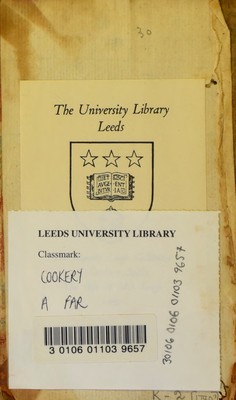 30
The University Library
Leeds
LEEDS UNIVERSITY LIBRARY
Classmark:
COOKERY
A FAR
3 0106 01103 9657
30106 0106 01103 9657